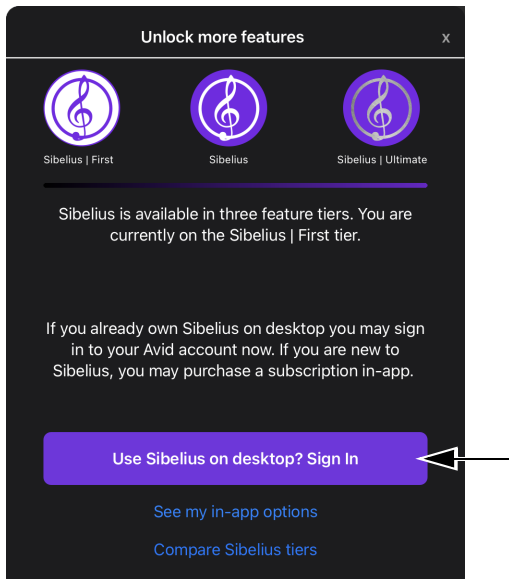 Unlock more features
x
Sibelius | First
Sibelius
Sibelius | Ultimate
Sibelius is available in three feature tiers. You are
currently on the Sibelius | First tier.
If you already own Sibelius on desktop you may sign
in to your Avid account now. If you are new to
Sibelius, you may purchase a subscription in-app.
Use Sibelius on desktop? Sign In
See my in-app options
Compare Sibelius tiers